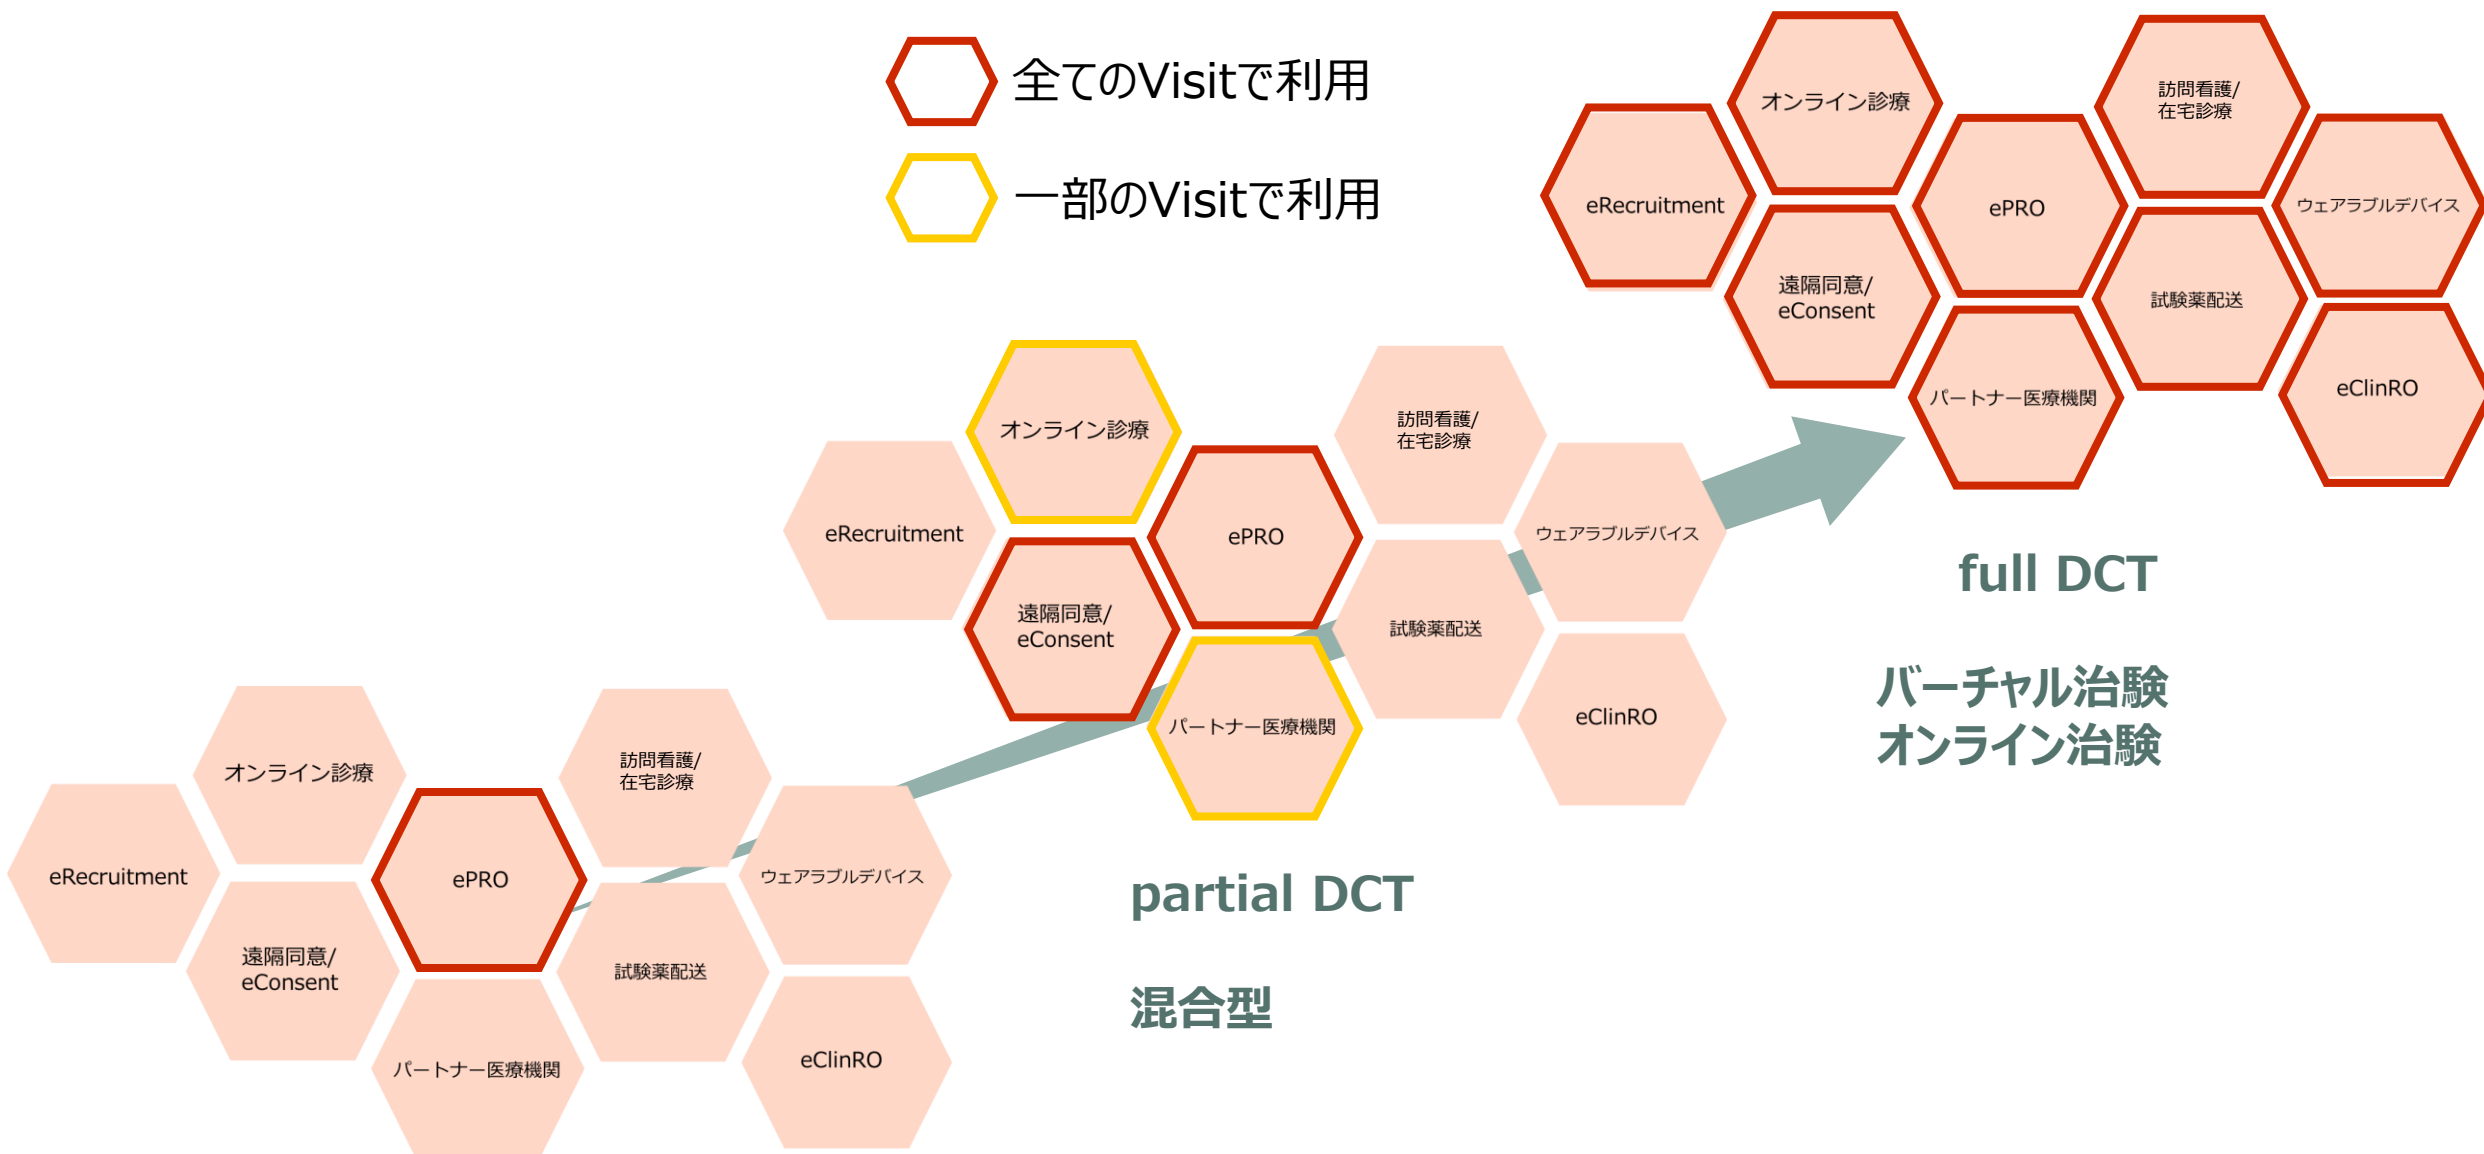 全てのVisitで利用
一部のVisitで利用
オンライン診療
訪問看護/
在宅診療
eRecruitment
ePRO
ウェアラブルデバイス
遠隔同意/
eConsent
試験薬配送
パートナー医療機関
eClinRO
full DCT
バーチャル治験
オンライン治験
オンライン診療
訪問看護/
在宅診療
eRecruitment
ePRO
ウェアラブルデバイス
遠隔同意/
eConsent
試験薬配送
パートナー医療機関
eClinRO
partial DCT
混合型
オンライン診療
訪問看護/
在宅診療
eRecruitment
ePRO
ウェアラブルデバイス
遠隔同意/
eConsent
試験薬配送
パートナー医療機関
eClinRO